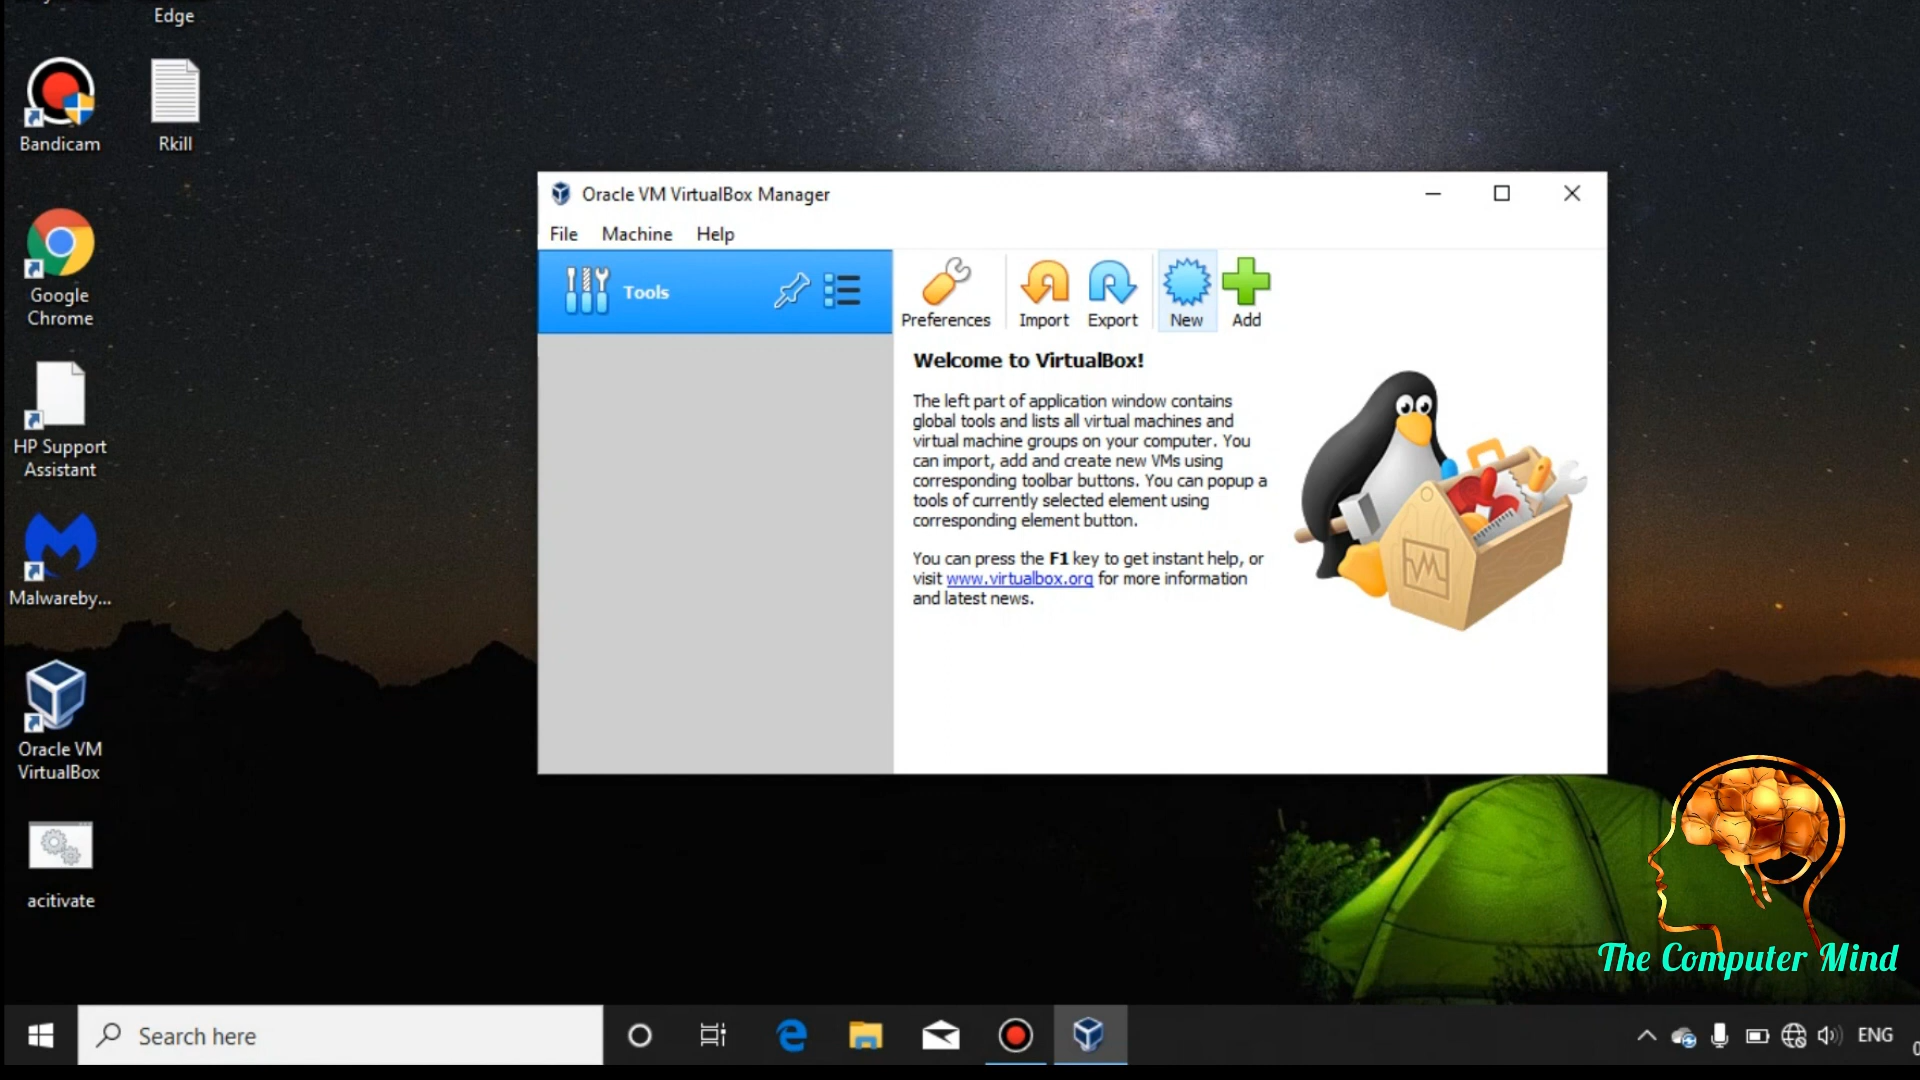 Edge
Bandicam
Rkill
Google
Chrome
HP Support
Assistant
Malwareby...
Oracle VM
VirtualBox
acitivate
Oracle VM VirtualBox Manager
File Machine Help
Tools
Preferences Import Export New Add
Welcome to VirtualBox!
The left part of application window contains
global tools and lists all virtual machines and
virtual machine groups on your computer. You
can import, add and create new VMs using
corresponding toolbar buttons. You can popup a
tools of currently selected element using
corresponding element button.
You can press the F1 key to get instant help, or
visit www.virtualbox.org for more information
and latest news.
The Computer Mind
Search here
ENG